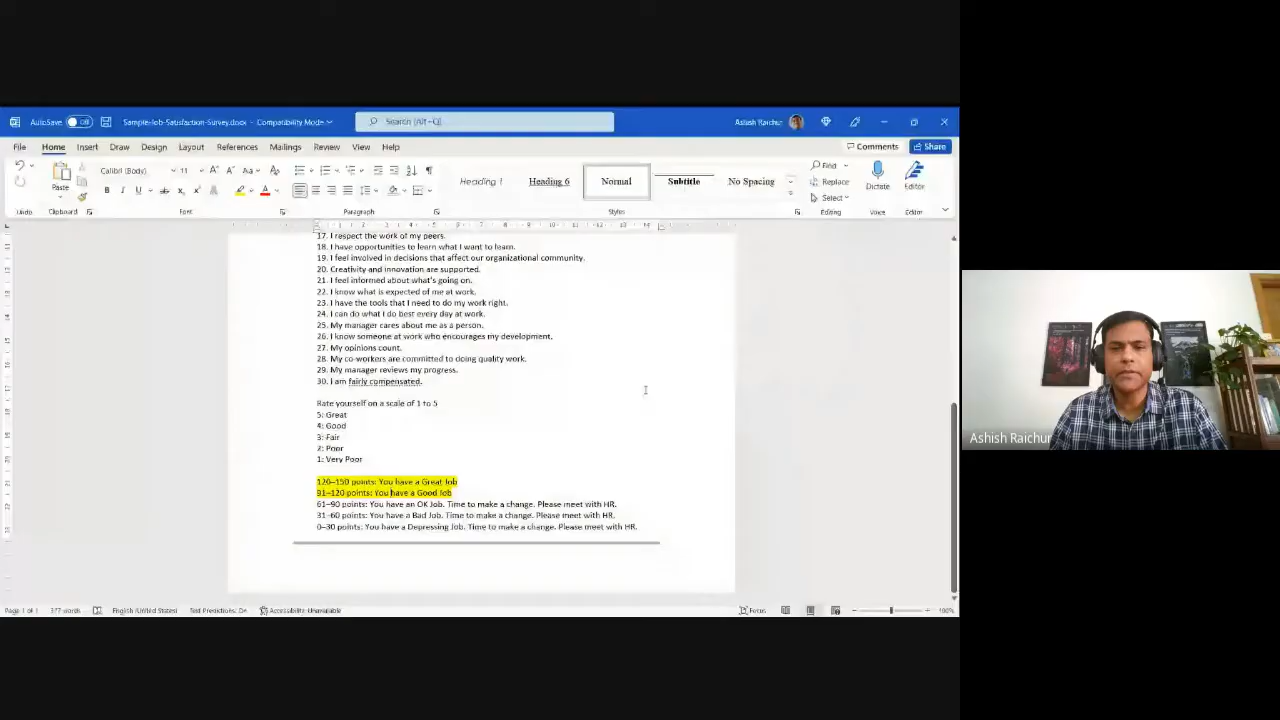 AutoSave Off Sample-Job-Satisfaction-Survey.docx - Compatibility Mode Search (Alt+Q) Ashish Raichur
File Home Insert Draw Design Layout References Mailings Review View Help Comments Share
Paste Calibri (Body) 11 Heading 1 Heading 6 Normal Subtitle No Spacing Find Replace Select Dictate Editor
Undo Clipboard Font Paragraph Styles Editing Voice Editor
17. I respect the work of my peers.
18. I have opportunities to learn what I want to learn.
19. I feel involved in decisions that affect our organizational community.
20. Creativity and innovation are supported.
21. I feel informed about what's going on.
22. I know what is expected of me at work.
23. I have the tools that I need to do my work right.
24. I can do what I do best every day at work.
25. My manager cares about me as a person.
26. I know someone at work who encourages my development.
27. My opinions count.
28. My co-workers are committed to doing quality work.
29. My manager reviews my progress.
30. I am fairly compensated.
Rate yourself on a scale of 1 to 5
5: Great
4: Good
3: Fair
2: Poor
1: Very Poor
120–150 points: You have a Great Job
91–120 points: You have a Good Job
61–90 points: You have an OK Job. Time to make a change. Please meet with HR.
31–60 points: You have a Bad Job. Time to make a change. Please meet with HR.
0–30 points: You have a Depressing Job. Time to make a change. Please meet with HR.
Page 1 of 1 377 words English (United States) Text Predictions: On Accessibility: Unavailable Focus 100%
Ashish Raichur